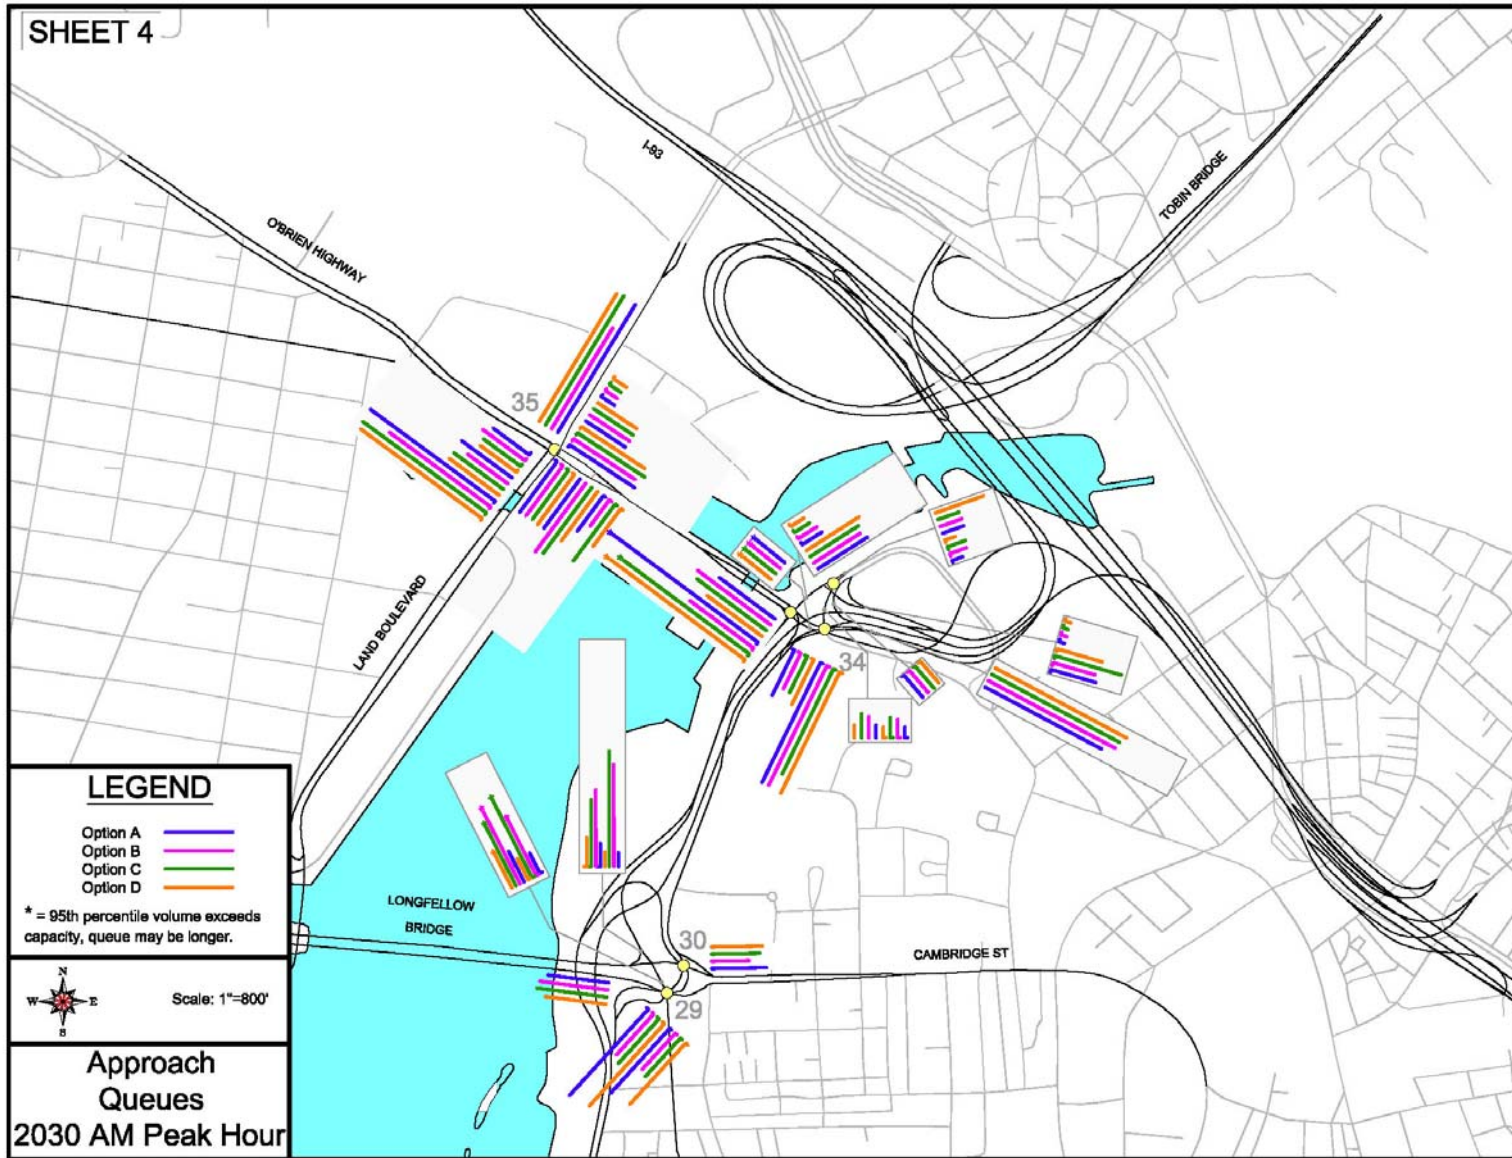 SHEET 4
I-93
TOBIN BRIDGE
O'BRIEN HIGHWAY
35
LAND BOULEVARD
34
LEGEND
Option A
Option B
Option C
Option D
* = 95th percentile volume exceeds
capacity, queue may be longer.
LONGFELLOW
BRIDGE
30
CAMBRIDGE ST
29
N
W E
S
Scale: 1"=800'
Approach
Queues
2030 AM Peak Hour